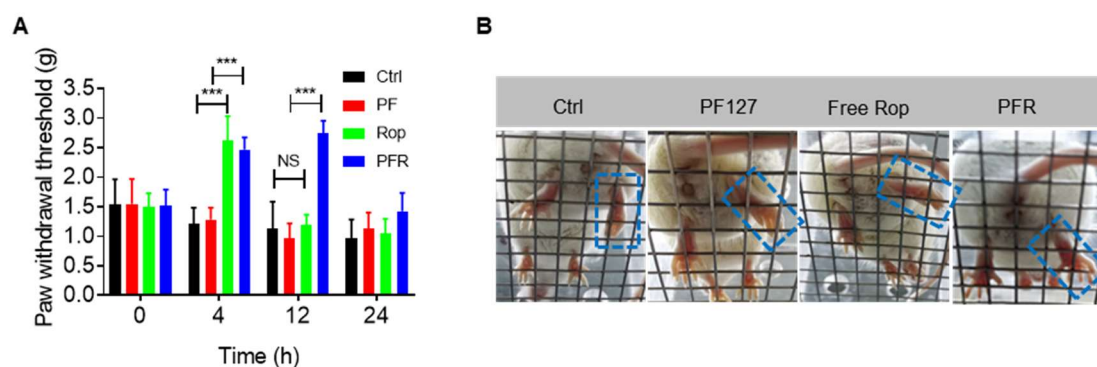 A
Paw withdrawal threshold (g)
3.5
3.0
2.5
2.0
1.5
1.0
0.5
0.0
***
***
***
NS
Ctrl
PF
Rop
PFR
0 4 12 24
Time (h)
B
Ctrl PF127 Free Rop PFR